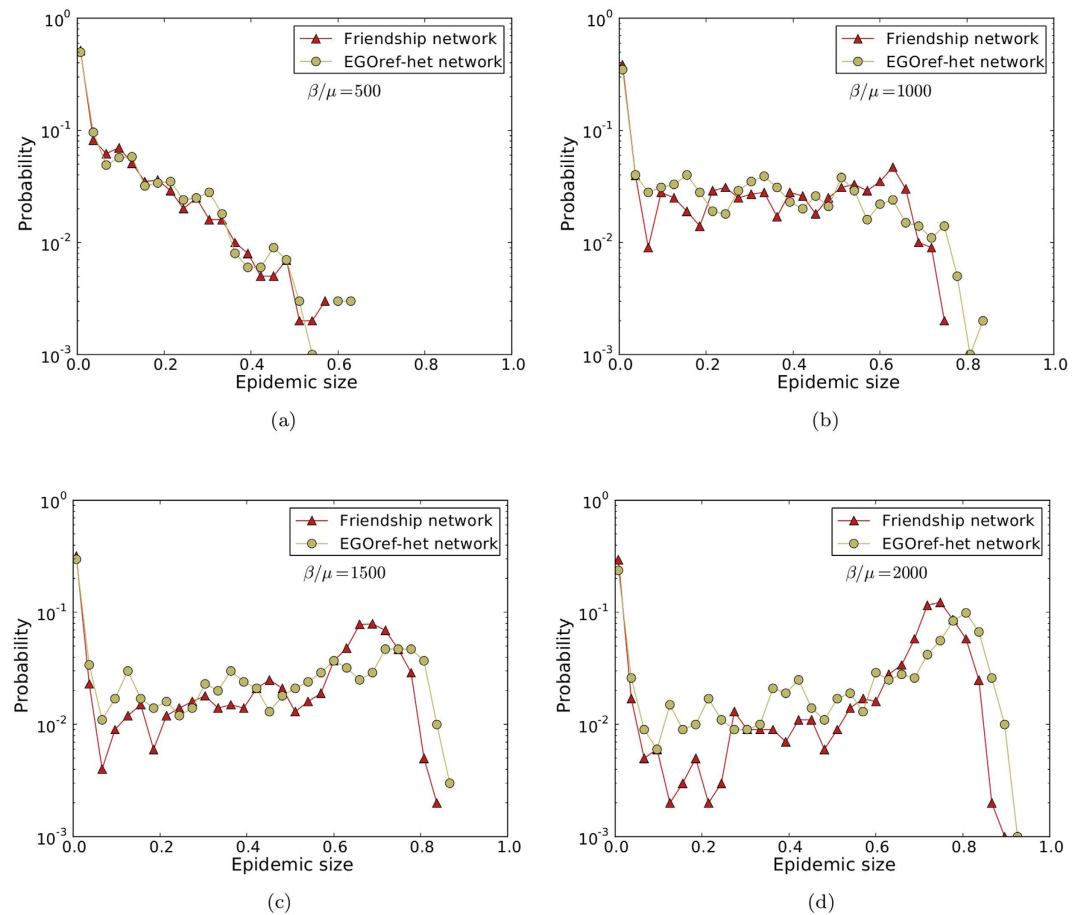 10^0
10^-1
10^-2
10^-3
Probability
Friendship network
EGOref-het network
β/μ=500
0.0 0.2 0.4 0.6 0.8 1.0
Epidemic size
(a)
10^0
10^-1
10^-2
10^-3
Probability
Friendship network
EGOref-het network
β/μ=1000
0.0 0.2 0.4 0.6 0.8 1.0
Epidemic size
(b)
10^0
10^-1
10^-2
10^-3
Probability
Friendship network
EGOref-het network
β/μ=1500
0.0 0.2 0.4 0.6 0.8 1.0
Epidemic size
(c)
10^0
10^-1
10^-2
10^-3
Probability
Friendship network
EGOref-het network
β/μ=2000
0.0 0.2 0.4 0.6 0.8 1.0
Epidemic size
(d)